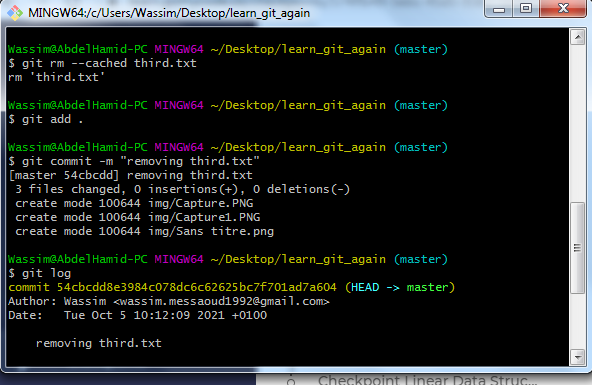 MINGW64:/c/Users/Wassim/Desktop/learn_git_again
Wassim@AbdelHamid-PC MINGW64 ~/Desktop/learn_git_again (master)
$ git rm --cached third.txt
rm 'third.txt'
Wassim@AbdelHamid-PC MINGW64 ~/Desktop/learn_git_again (master)
$ git add .
Wassim@AbdelHamid-PC MINGW64 ~/Desktop/learn_git_again (master)
$ git commit -m "removing third.txt"
[master 54cbcdd] removing third.txt
3 files changed, 0 insertions(+), 0 deletions(-)
create mode 100644 img/Capture.PNG
create mode 100644 img/Capture1.PNG
create mode 100644 img/Sans titre.png
Wassim@AbdelHamid-PC MINGW64 ~/Desktop/learn_git_again (master)
$ git log
commit 54cbcdd8e3984c078dc6c62625bc7f701ad7a604 (HEAD -> master)
Author: Wassim <wassim.messaoud1992@gmail.com>
Date:   Tue Oct 5 10:12:09 2021 +0100
removing third.txt
Checkpoint Linear Data Struc...